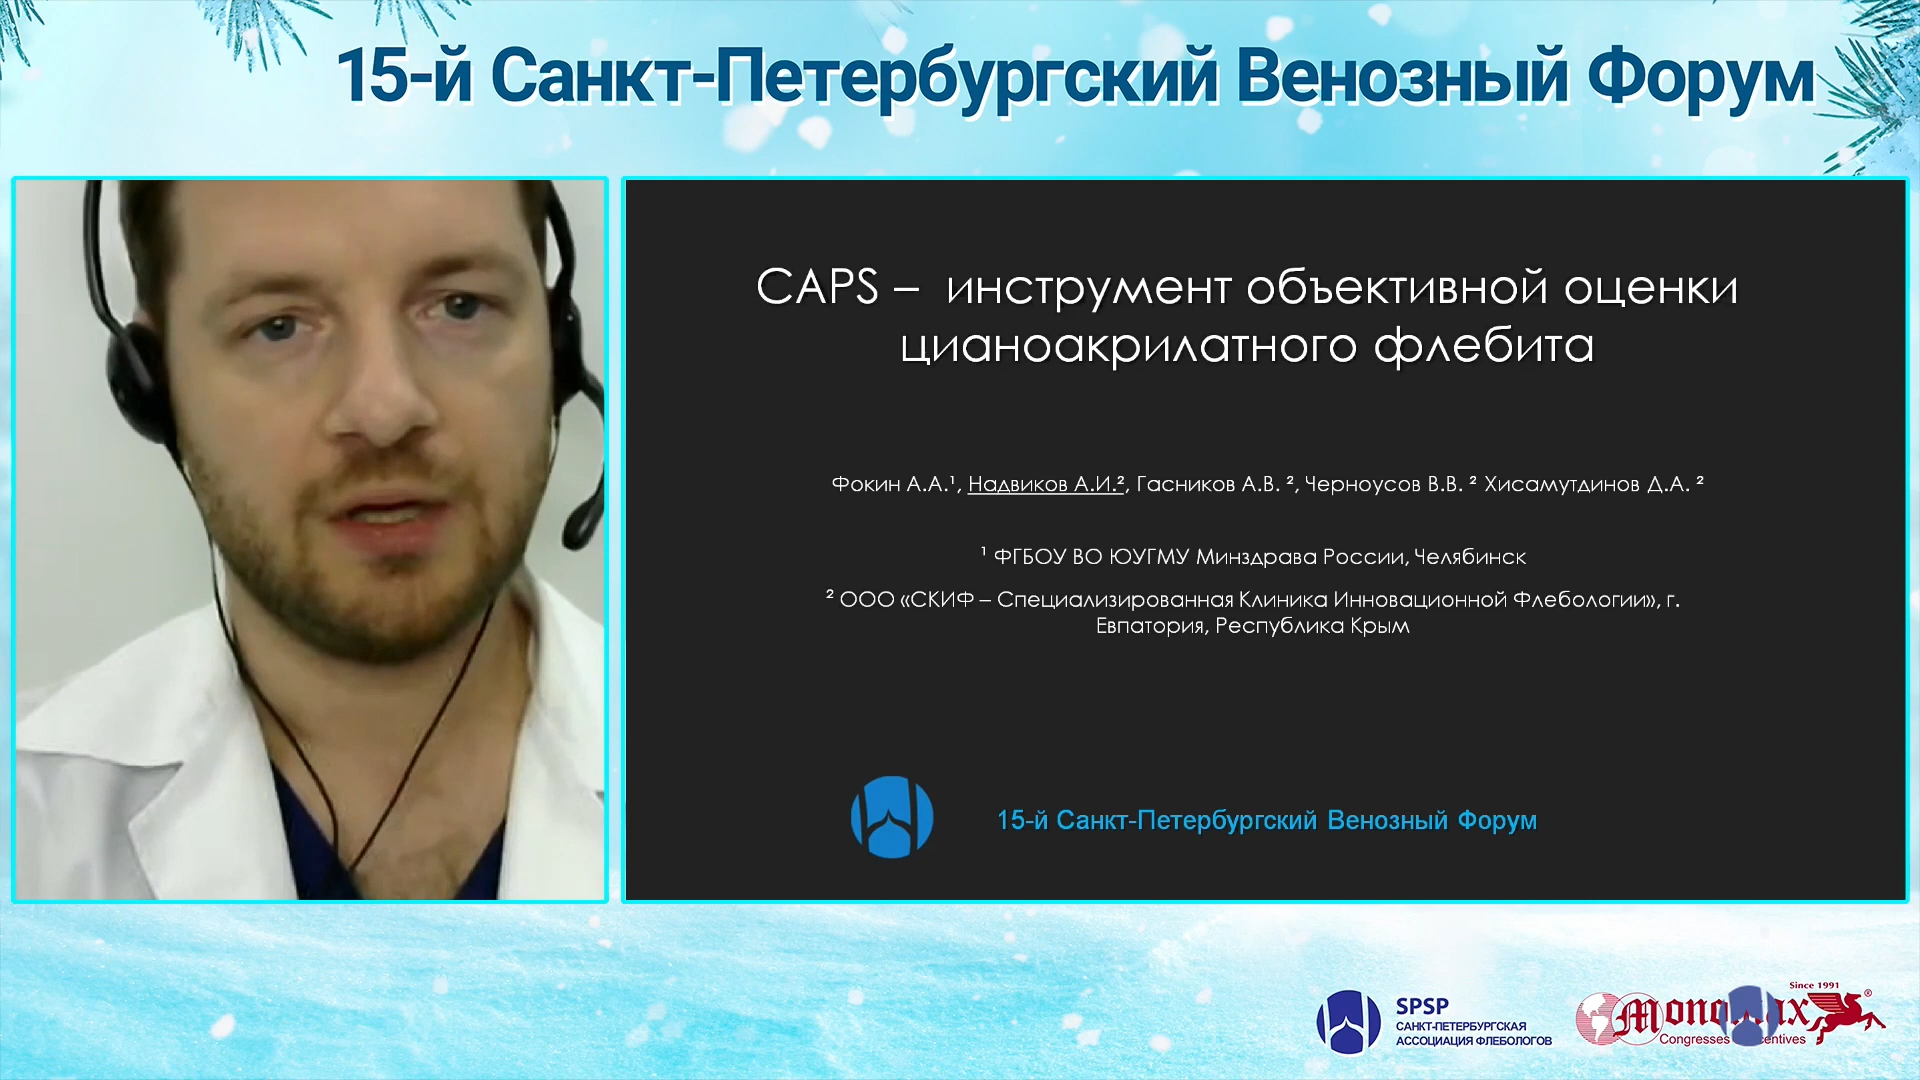 15-й Санкт-Петербургский Венозный Форум
CAPS – инструмент объективной оценки
цианоакрилатного флебита
Фокин А.А.¹, Надвиков А.И.², Гасников А.В. ², Черноусов В.В. ² Хисамутдинов Д.А. ²
¹ ФГБОУ ВО ЮУГМУ Минздрава России, Челябинск
² ООО «СКИФ – Специализированная Клиника Инновационной Флебологии», г.
Евпатория, Республика Крым
15-й Санкт-Петербургский Венозный Форум
SPSP
САНКТ-ПЕТЕРБУРГСКАЯ
АССОЦИАЦИЯ ФЛЕБОЛОГОВ
Since 1991
Congresses